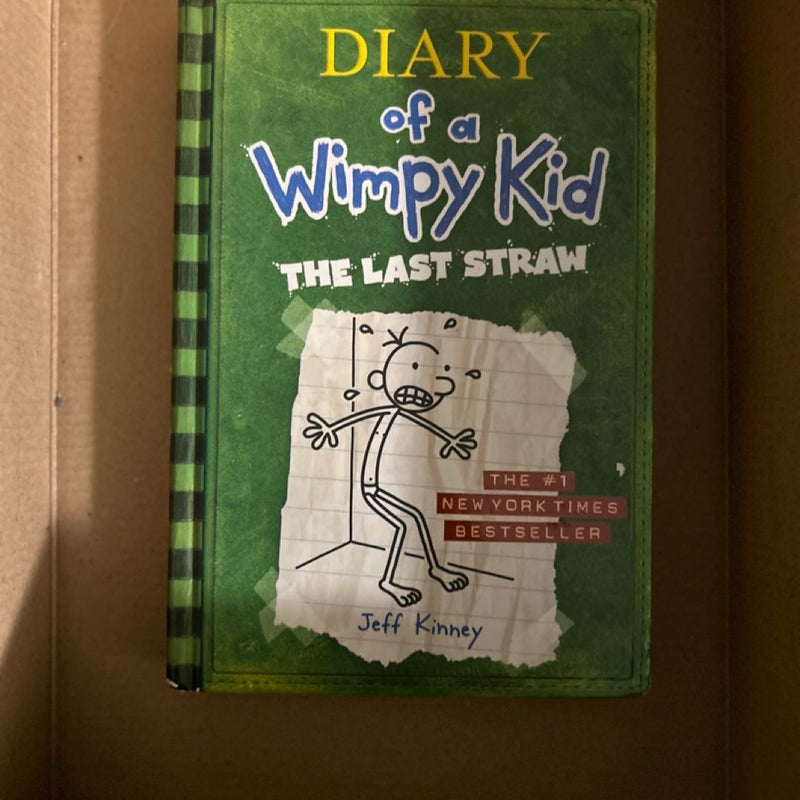 DIARY
of a
Wimpy Kid
THE LAST STRAW
THE #1
NEW YORK TIMES
BESTSELLER
Jeff Kinney